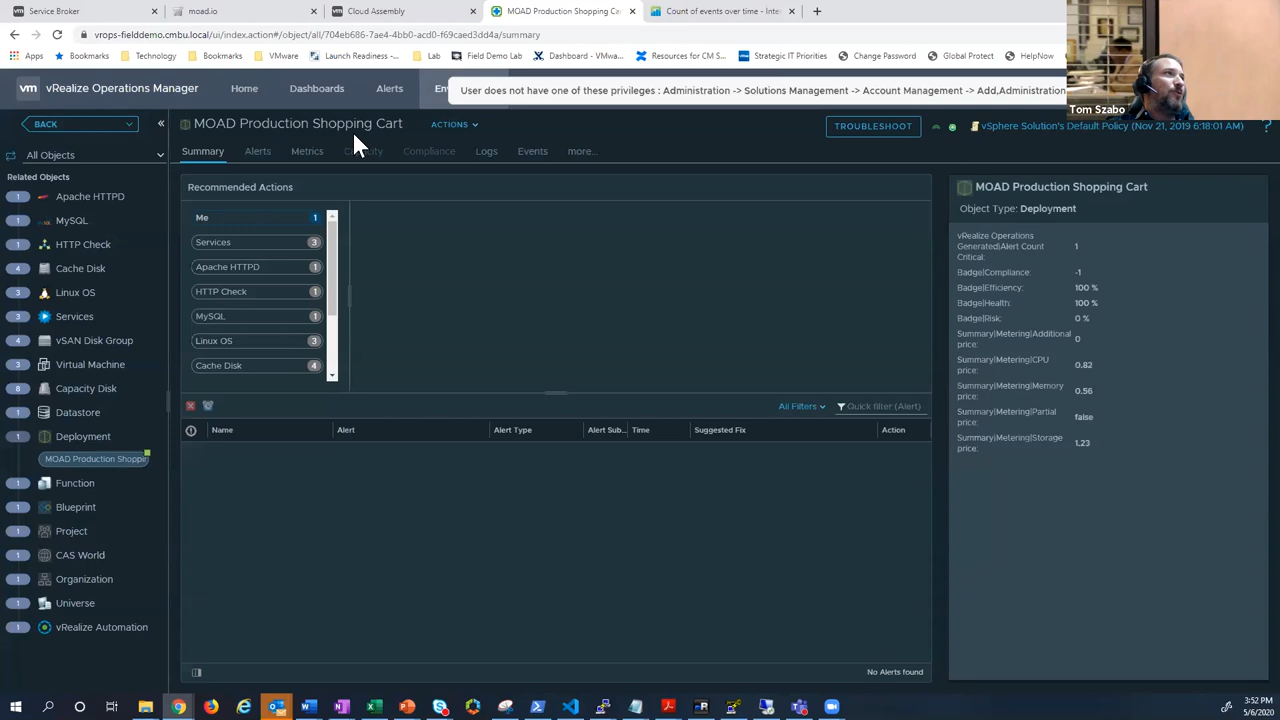 Service Broker
moad.io
Cloud Assembly
MOAD Production Shopping Ca
Count of events over time - Inte
vrops-fielddemo.cmbu.local/ui/index.action#/object/all/704eb686-7ae4-4bb0-acd0-f69caed3dd4a/summary
Apps
Bookmarks
Technology
Bookmarks
VMware
Launch Readiness -...
Lab
Field Demo Lab
Dashboard - VMwa...
Resources for CM S...
Strategic IT Priorities
Change Password
Global Protect
HelpNow
vm
vRealize Operations Manager
Home
Dashboards
Alerts
User does not have one of these privileges : Administration -> Solutions Management -> Account Management -> Add,Administration
Tom Szabo
BACK
MOAD Production Shopping Cart
ACTIONS
TROUBLESHOOT
vSphere Solution's Default Policy (Nov 21, 2019 6:18:01 AM)
All Objects
Summary
Alerts
Metrics
Capacity
Compliance
Logs
Events
more...
Related Objects
1 Apache HTTPD
1 MySQL
1 HTTP Check
4 Cache Disk
3 Linux OS
3 Services
4 vSAN Disk Group
3 Virtual Machine
8 Capacity Disk
1 Datastore
1 Deployment
MOAD Production Shoppin
1 Function
1 Blueprint
1 Project
1 CAS World
1 Organization
1 Universe
1 vRealize Automation
Recommended Actions
Me 1
Services 3
Apache HTTPD 1
HTTP Check 1
MySQL 1
Linux OS 3
Cache Disk 4
All Filters
Quick filter (Alert)
Name
Alert
Alert Type
Alert Sub...
Time
Suggested Fix
Action
No Alerts found
MOAD Production Shopping Cart
Object Type: Deployment
vRealize Operations
Generated|Alert Count 1
Critical:
Badge|Compliance: -1
Badge|Efficiency: 100 %
Badge|Health: 100 %
Badge|Risk: 0 %
Summary|Metering|Additional
price: 0
Summary|Metering|CPU
price: 0.82
Summary|Metering|Memory
price: 0.56
Summary|Metering|Partial
price: false
Summary|Metering|Storage
price: 1.23
3:52 PM
5/6/2020